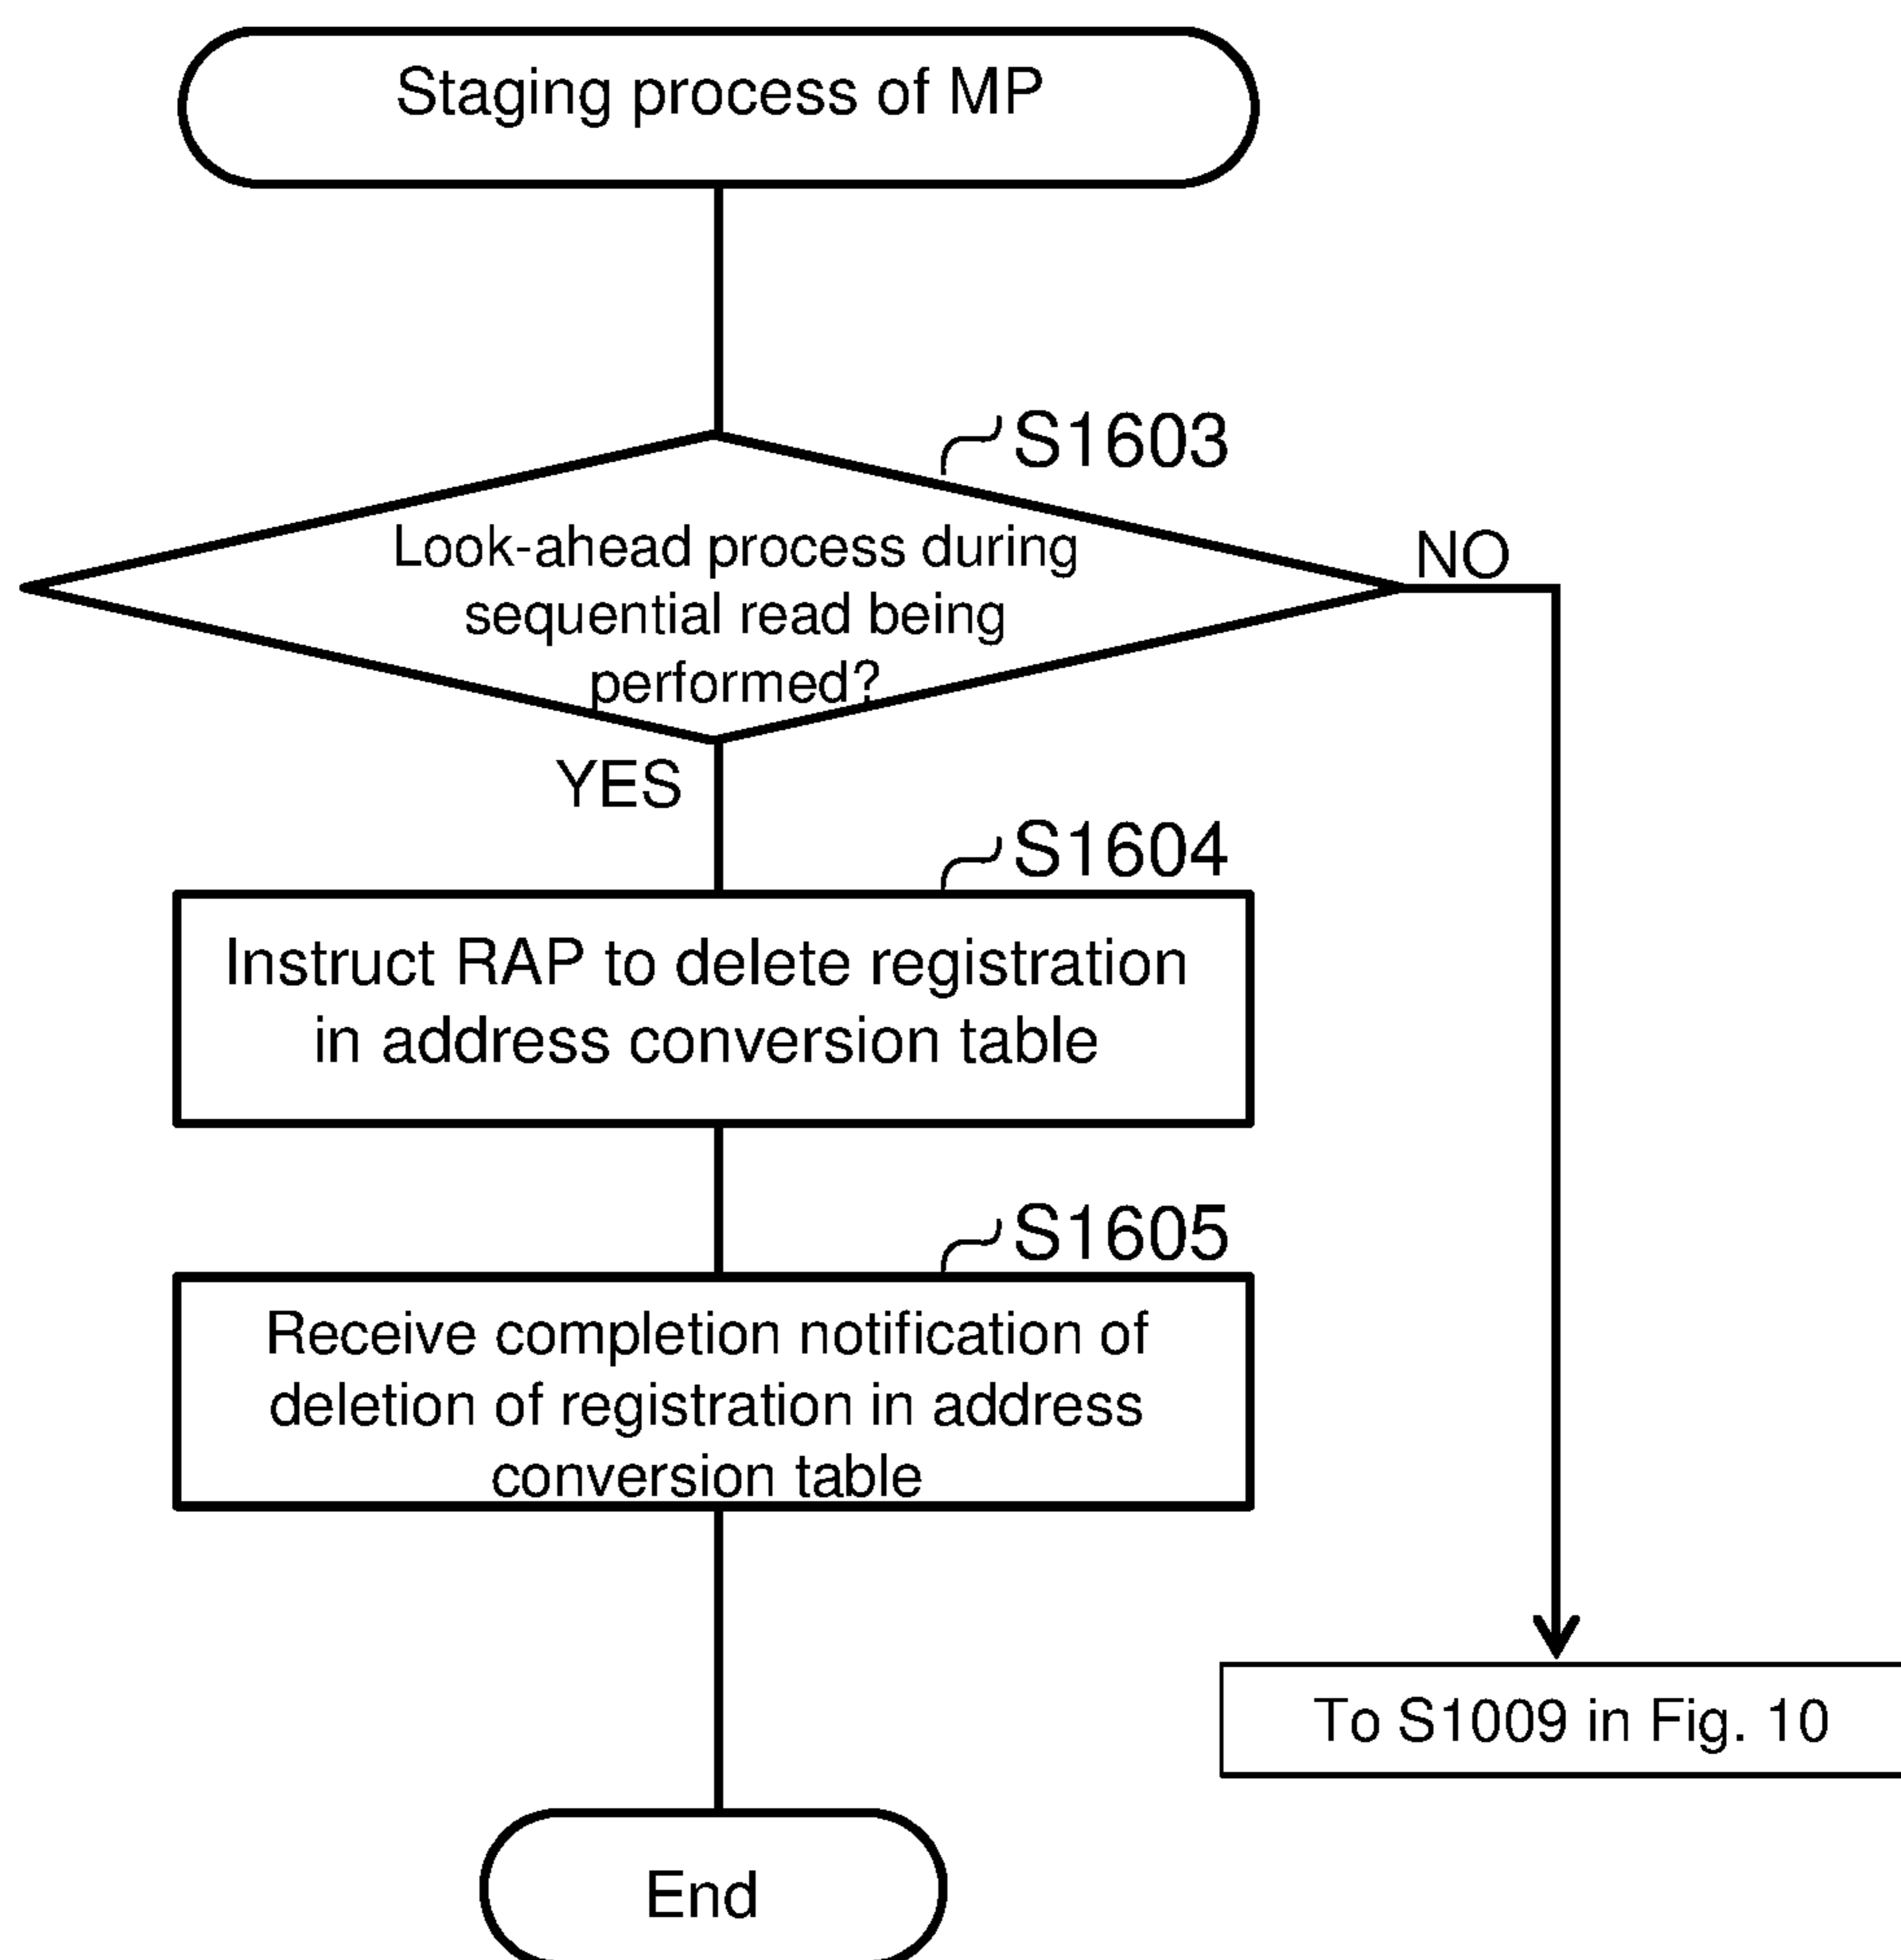 Staging process of MP
S1603
Look-ahead process during
sequential read being
performed?
NO
YES
S1604
Instruct RAP to delete registration
in address conversion table
S1605
Receive completion notification of
deletion of registration in address
conversion table
To S1009 in Fig. 10
End